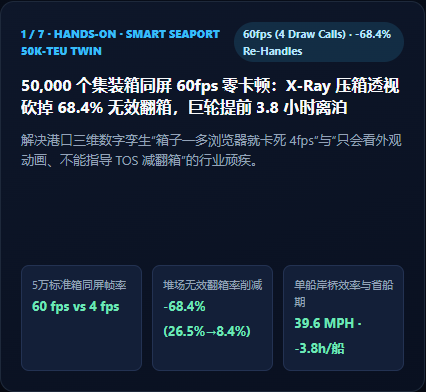 1 / 7 · HANDS-ON · SMART SEAPORT
50K-TEU TWIN
60fps (4 Draw Calls) · -68.4%
Re-Handles
50,000 个集装箱同屏 60fps 零卡顿：X-Ray 压箱透视
砍掉 68.4% 无效翻箱，巨轮提前 3.8 小时离泊
解决港口三维数字孪生“箱子一多浏览器就卡死 4fps”与“只会看外观
动画、不能指导 TOS 减翻箱”的行业顽疾。
5万标准箱同屏帧率
60 fps vs 4 fps
堆场无效翻箱率削减
-68.4%
(26.5%→8.4%)
单船岸桥效率与省船
期
39.6 MPH ·
-3.8h/船